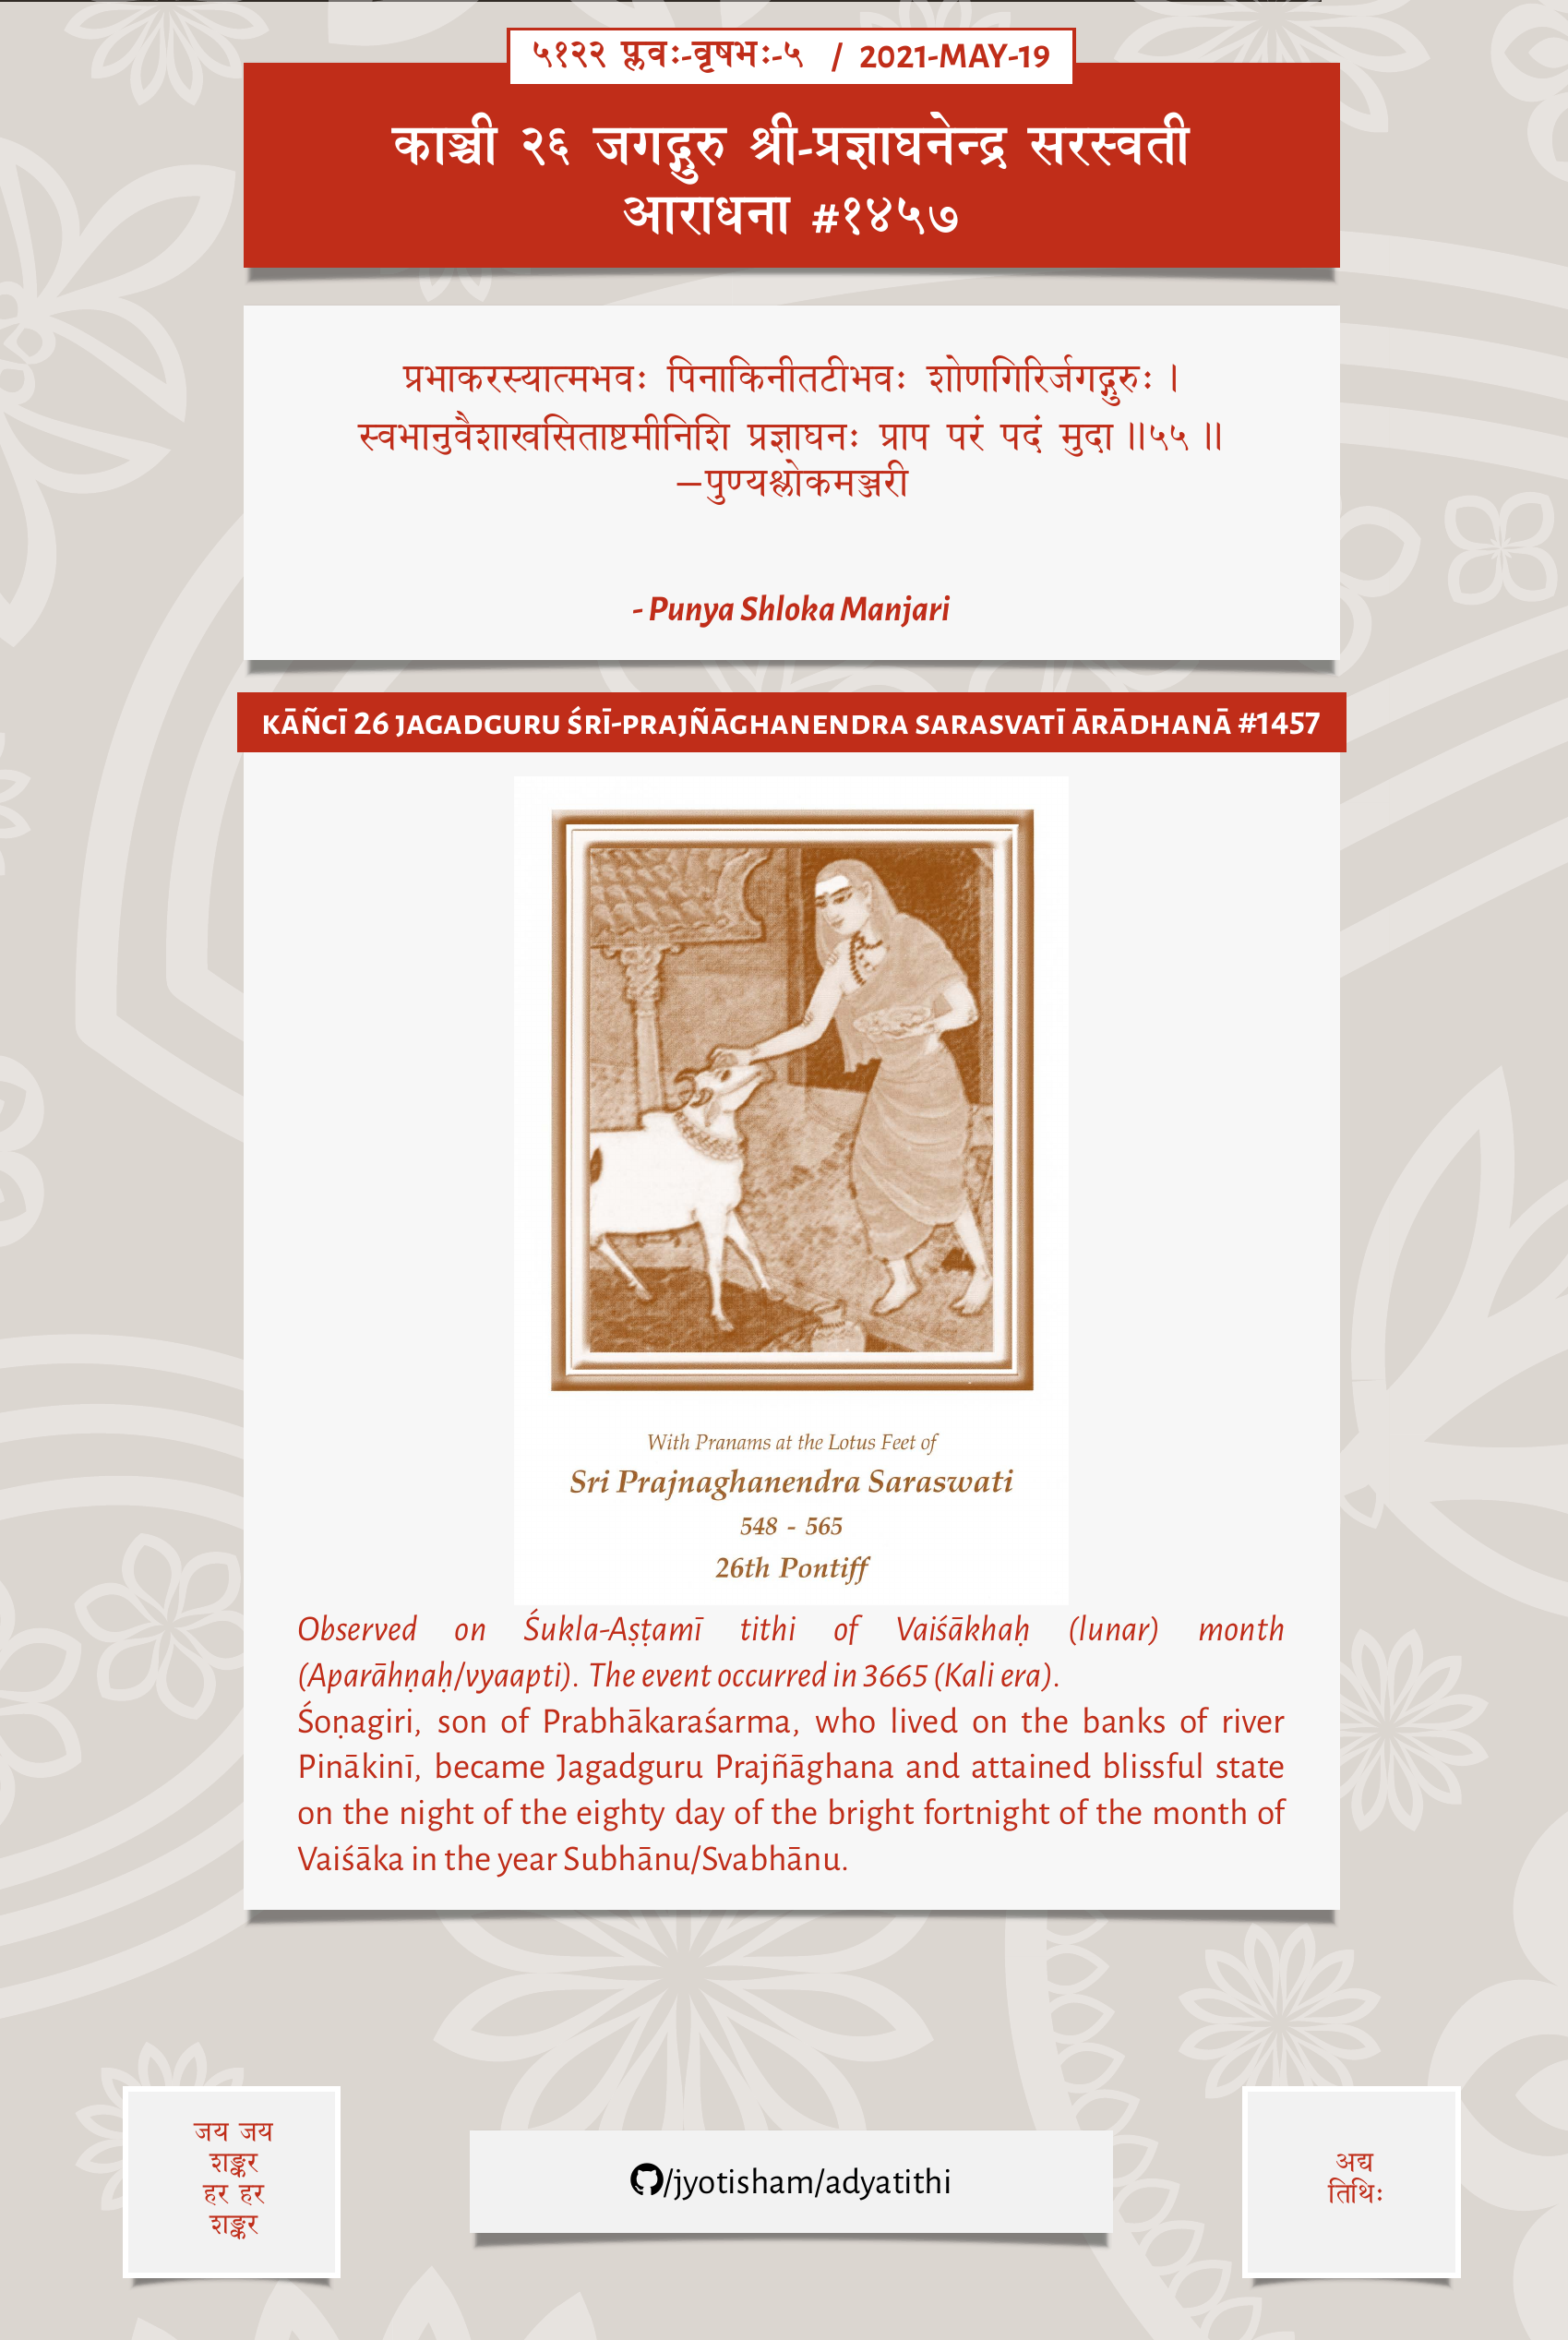 ५१२२ प्लवः-वृषभः-५ / 2021-MAY-19
काञ्ची २६ जगद्गुरु श्री-प्रज्ञाघनेन्द्र सरस्वती
आराधना #१४५७
प्रभाकरस्यात्मभवः पिनाकिनीतटीभवः शोणगिरिर्जगद्गुरुः ।
स्वभानुवैशाखसिताष्टमीनिशि प्रज्ञाघनः प्राप परं पदं मुदा ॥५५ ॥
—पुण्यश्लोकमञ्जरी
- Punya Shloka Manjari
KĀÑCĪ 26 JAGADGURU ŚRĪ-PRAJÑĀGHANENDRA SARASVATĪ ĀRĀDHANĀ #1457
With Pranams at the Lotus Feet of
Sri Prajnaghanendra Saraswati
548 - 565
26th Pontiff
Observed on Śukla-Aṣṭamī tithi of Vaiśākhaḥ (lunar) month
(Aparāhṇaḥ/vyaapti). The event occurred in 3665 (Kali era).
Śoṇagiri, son of Prabhākaraśarma, who lived on the banks of river
Pinākinī, became Jagadguru Prajñāghana and attained blissful state
on the night of the eighty day of the bright fortnight of the month of
Vaiśāka in the year Subhānu/Svabhānu.
जय जय
शङ्कर
हर हर
शङ्कर
/jyotisham/adyatithi
अद्य
तिथिः